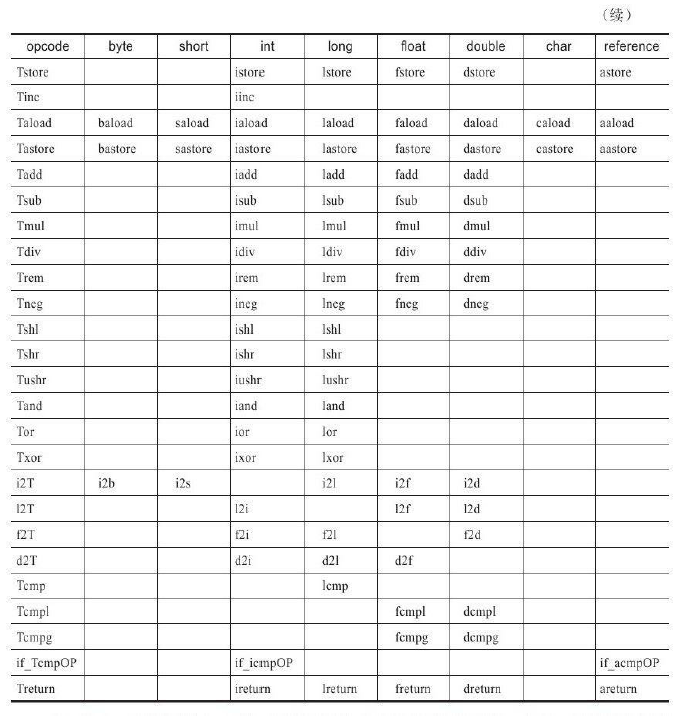 （续）
opcode byte short int long float double char reference
Tstore istore lstore fstore dstore astore
Tinc iinc
Taload baload saload iaload laload faload daload caload aaload
Tastore bastore sastore iastore lastore fastore dastore castore aastore
Tadd iadd ladd fadd dadd
Tsub isub lsub fsub dsub
Tmul imul lmul fmul dmul
Tdiv idiv ldiv fdiv ddiv
Trem irem lrem frem drem
Tneg ineg lneg fneg dneg
Tshl ishl lshl
Tshr ishr lshr
Tushr iushr lushr
Tand iand land
Tor ior lor
Txor ixor lxor
i2T i2b i2s i2l i2f i2d
l2T l2i l2f l2d
f2T f2i f2l f2d
d2T d2i d2l d2f
Tcmp lcmp
Tcmpl fcmpl dcmpl
Tcmpg fcmpg dcmpg
if_TcmpOP if_icmpOP if_acmpOP
Treturn ireturn lreturn freturn dreturn areturn